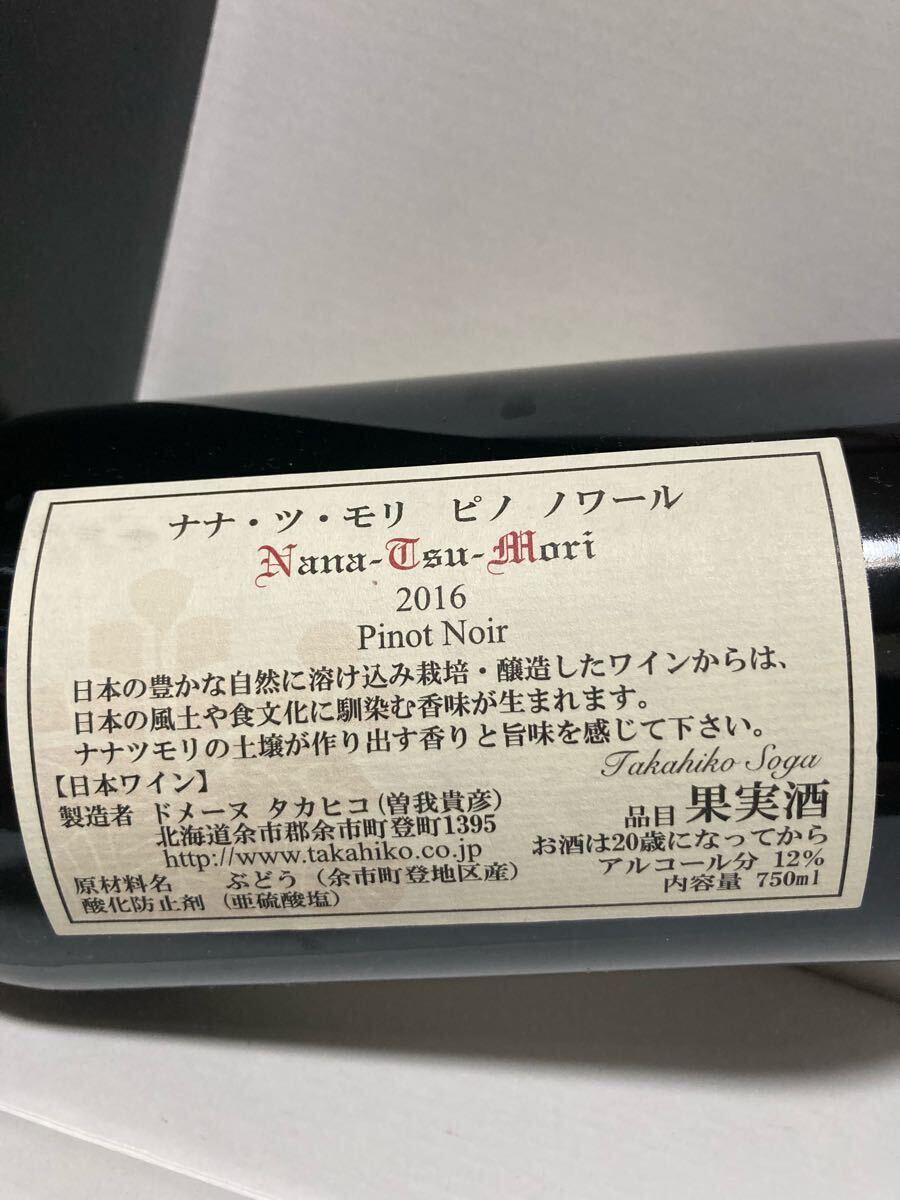 ナナ・ツ・モリ ピノ ノワール
Nana-Tsu-Mori
2016
Pinot Noir
日本の豊かな自然に溶け込み栽培・醸造したワインからは、
日本の風土や食文化に馴染む香味が生まれます。
ナナツモリの土壌が作り出す香りと旨味を感じて下さい。
Takahiko Soga
【日本ワイン】
製造者 ドメーヌ タカヒコ(曽我貴彦)
北海道余市郡余市町登町1395
http://www.takahiko.co.jp
原材料名 ぶどう(余市町登地区産)
酸化防止剤(亜硫酸塩)
品目 果実酒
お酒は20歳になってから
アルコール分 12%
内容量 750ml